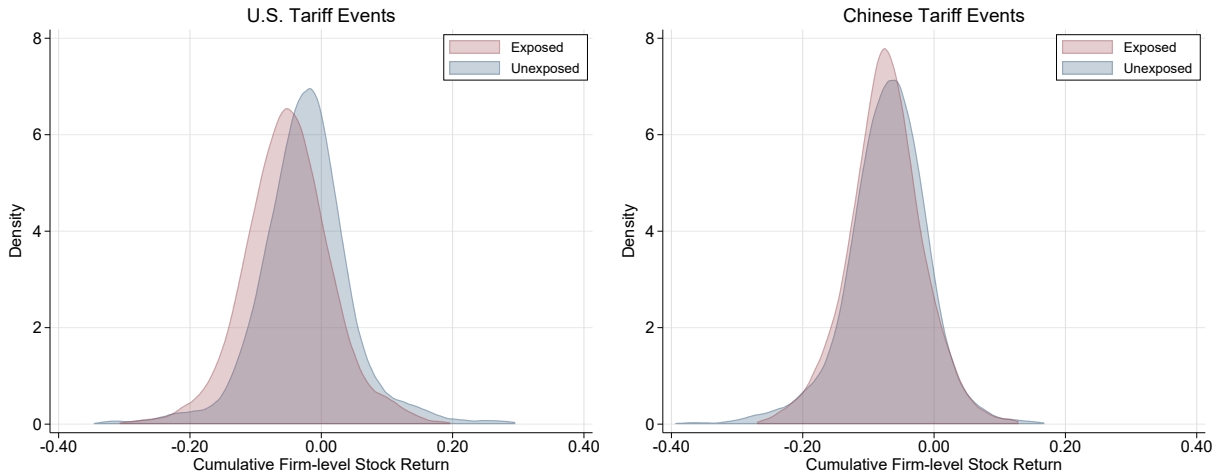 U.S. Tariff Events
8
6
4
2
0
Density
-0.40
-0.20
0.00
0.20
0.40
Cumulative Firm-level Stock Return
Exposed
Unexposed
Chinese Tariff Events
8
6
4
2
0
Density
-0.40
-0.20
0.00
0.20
0.40
Cumulative Firm-level Stock Return
Exposed
Unexposed